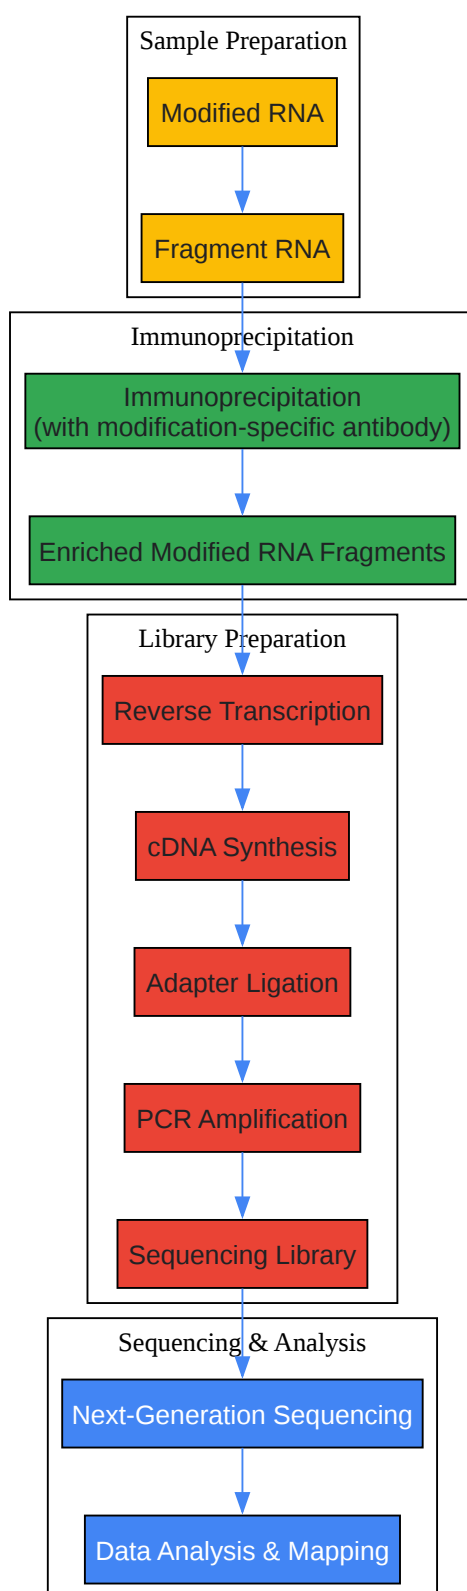 Sample Preparation
Modified RNA
Fragment RNA
Immunoprecipitation
Immunoprecipitation
(with modification-specific antibody)
Enriched Modified RNA Fragments
Library Preparation
Reverse Transcription
cDNA Synthesis
Adapter Ligation
PCR Amplification
Sequencing Library
Sequencing & Analysis
Next-Generation Sequencing
Data Analysis & Mapping